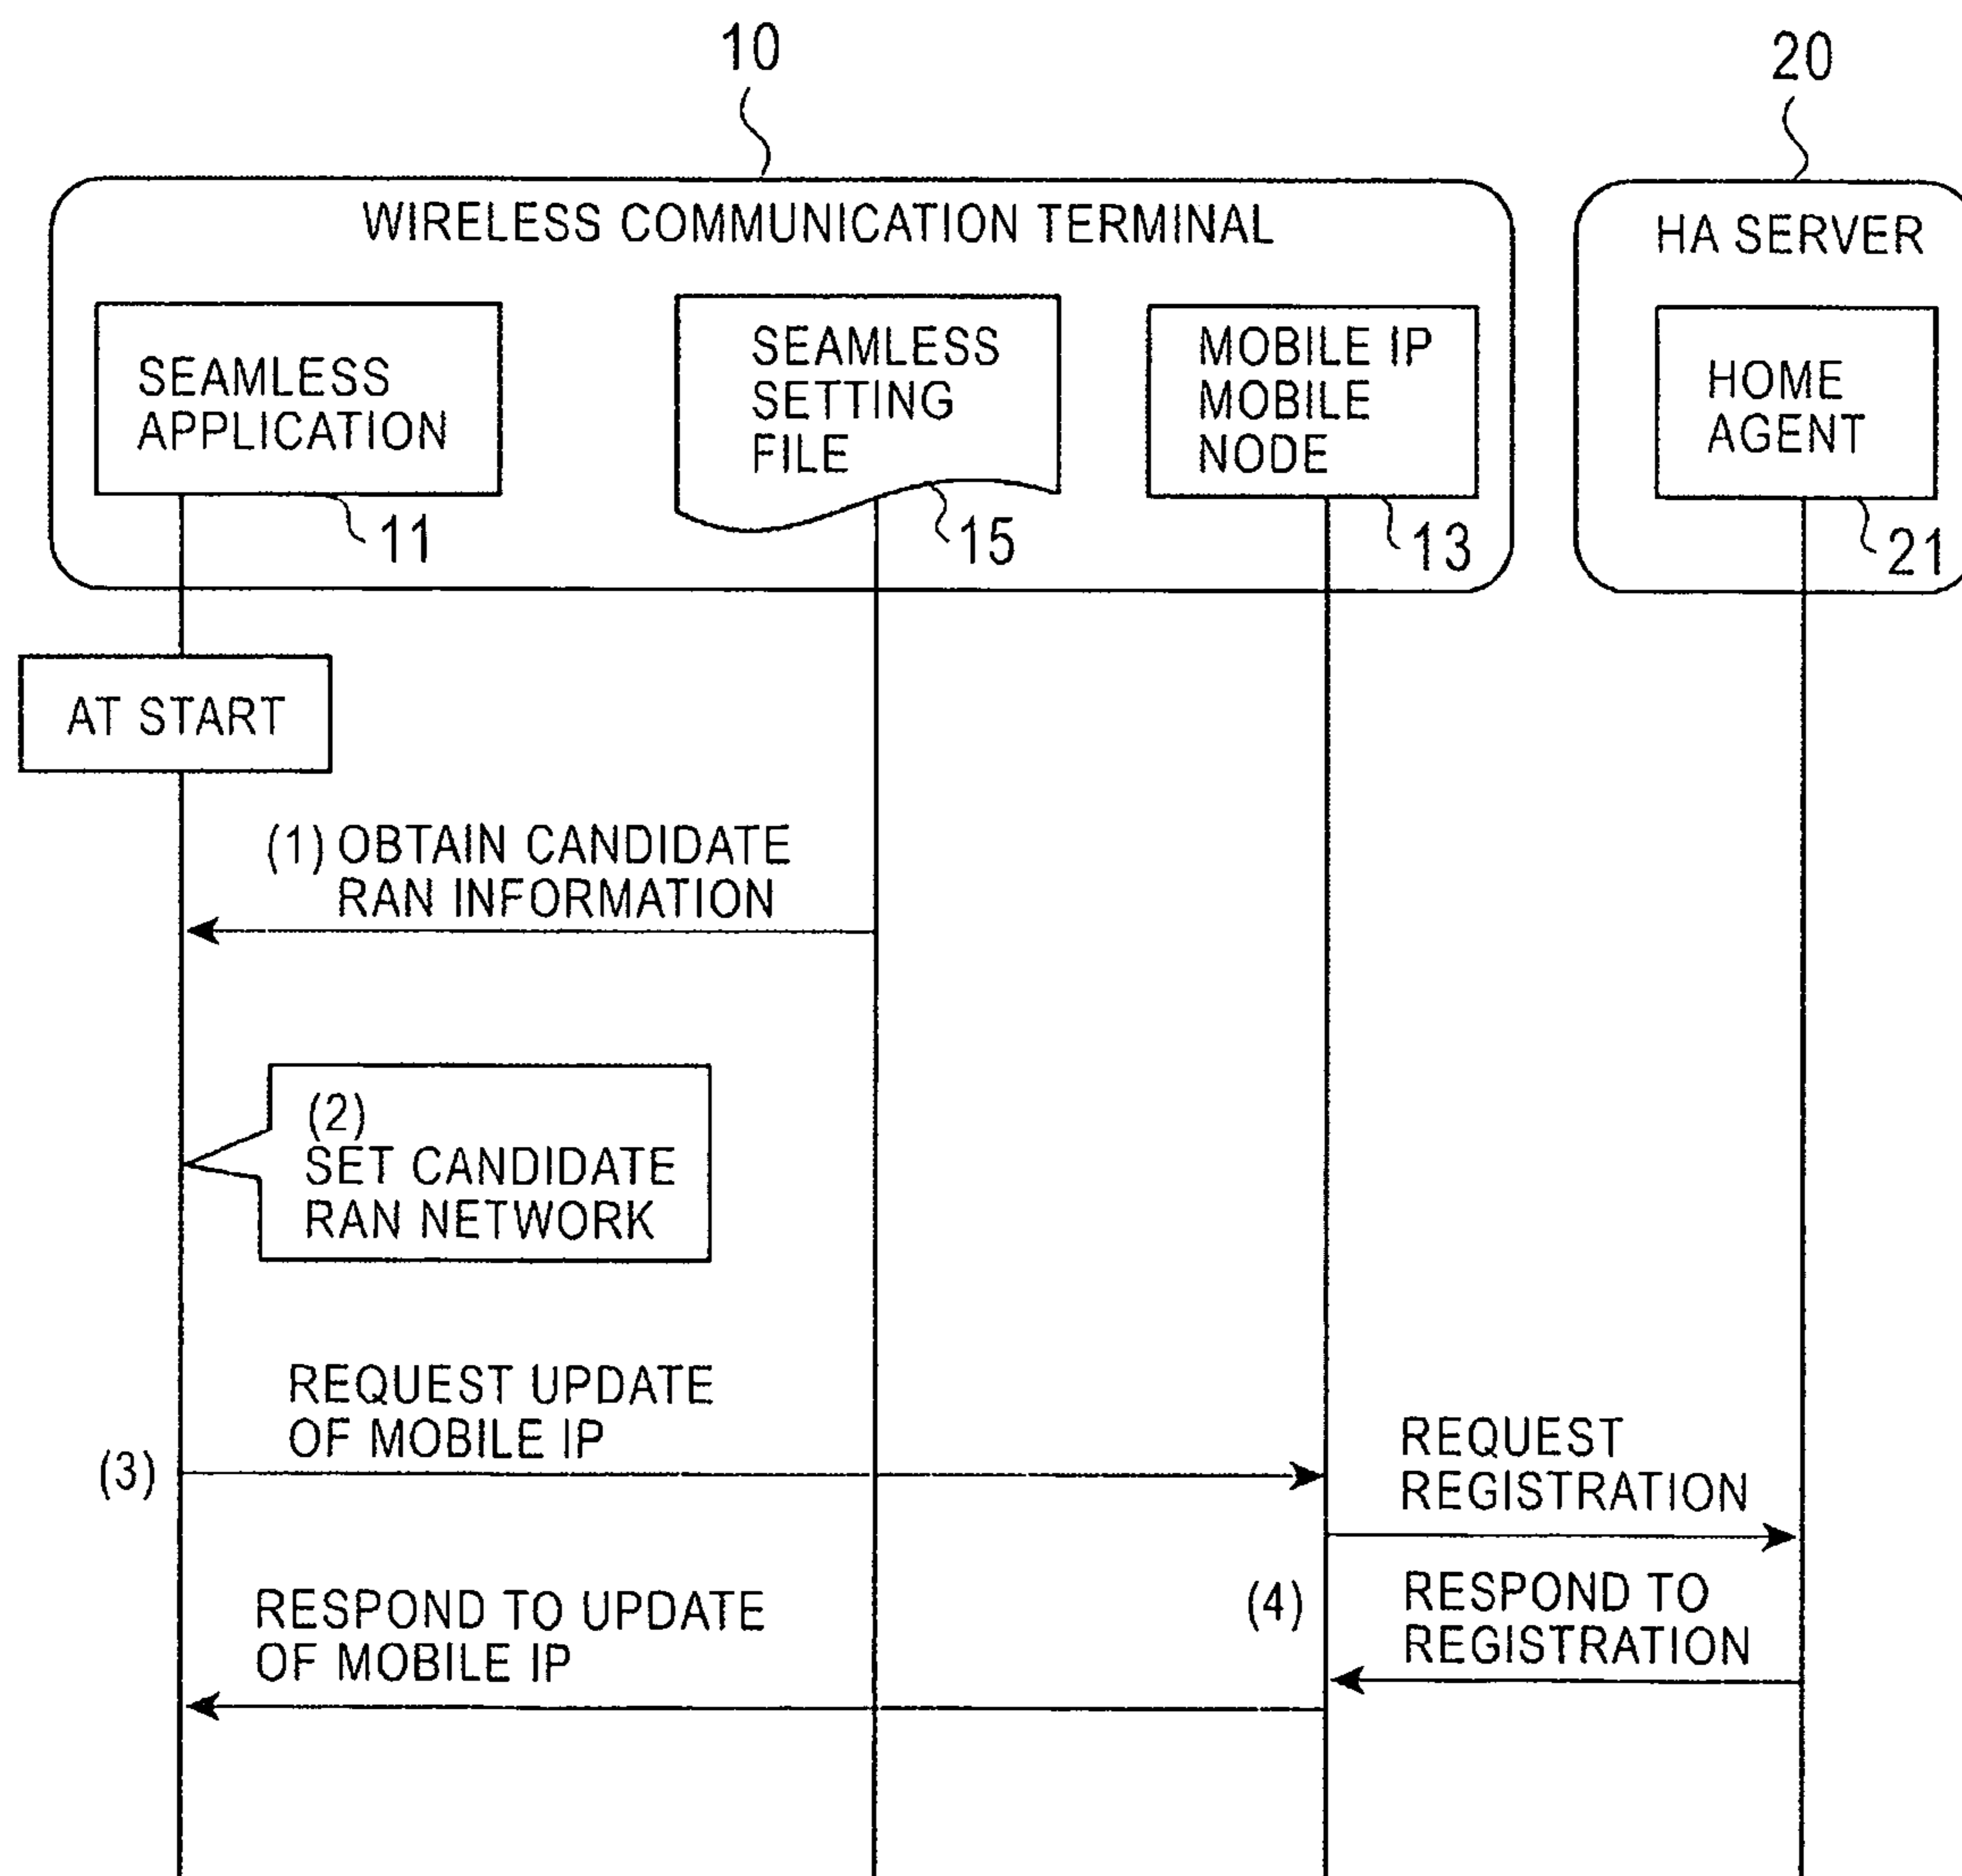 10
20
WIRELESS COMMUNICATION TERMINAL
HA SERVER
SEAMLESS
APPLICATION
11
SEAMLESS
SETTING
FILE
15
MOBILE IP
MOBILE
NODE
13
HOME
AGENT
21
AT START
(1) OBTAIN CANDIDATE
RAN INFORMATION
(2)
SET CANDIDATE
RAN NETWORK
REQUEST UPDATE
OF MOBILE IP
(3)
REQUEST
REGISTRATION
RESPOND TO UPDATE
OF MOBILE IP
(4)
RESPOND TO
REGISTRATION